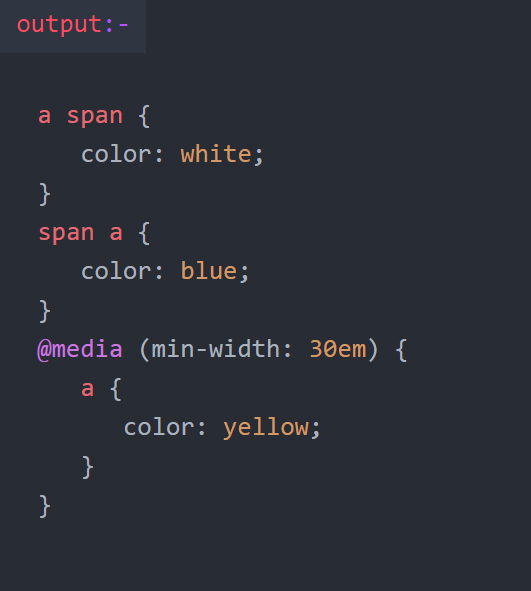 output:-
a span {
   color: white;
}
span a {
   color: blue;
}
@media (min-width: 30em) {
   a {
      color: yellow;
   }
}